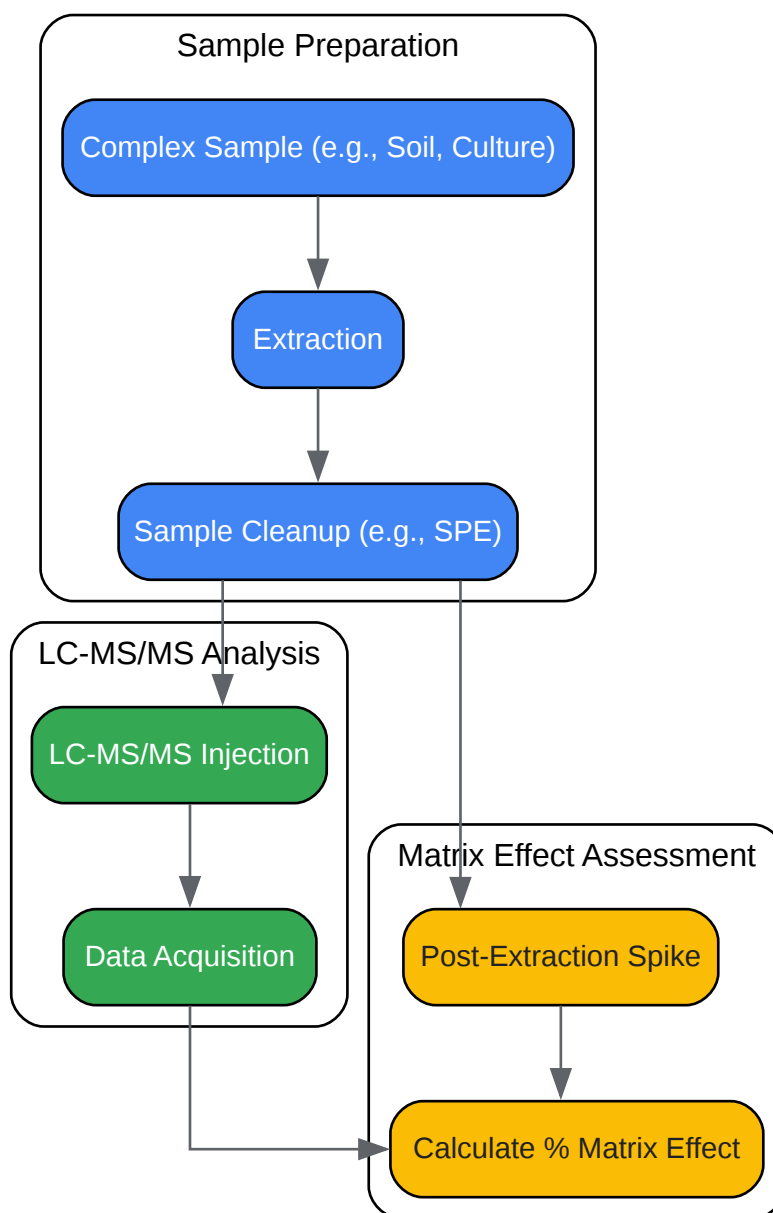 Sample Preparation
Complex Sample (e.g., Soil, Culture)
Extraction
Sample Cleanup (e.g., SPE)
LC-MS/MS Analysis
LC-MS/MS Injection
Data Acquisition
Matrix Effect Assessment
Post-Extraction Spike
Calculate % Matrix Effect